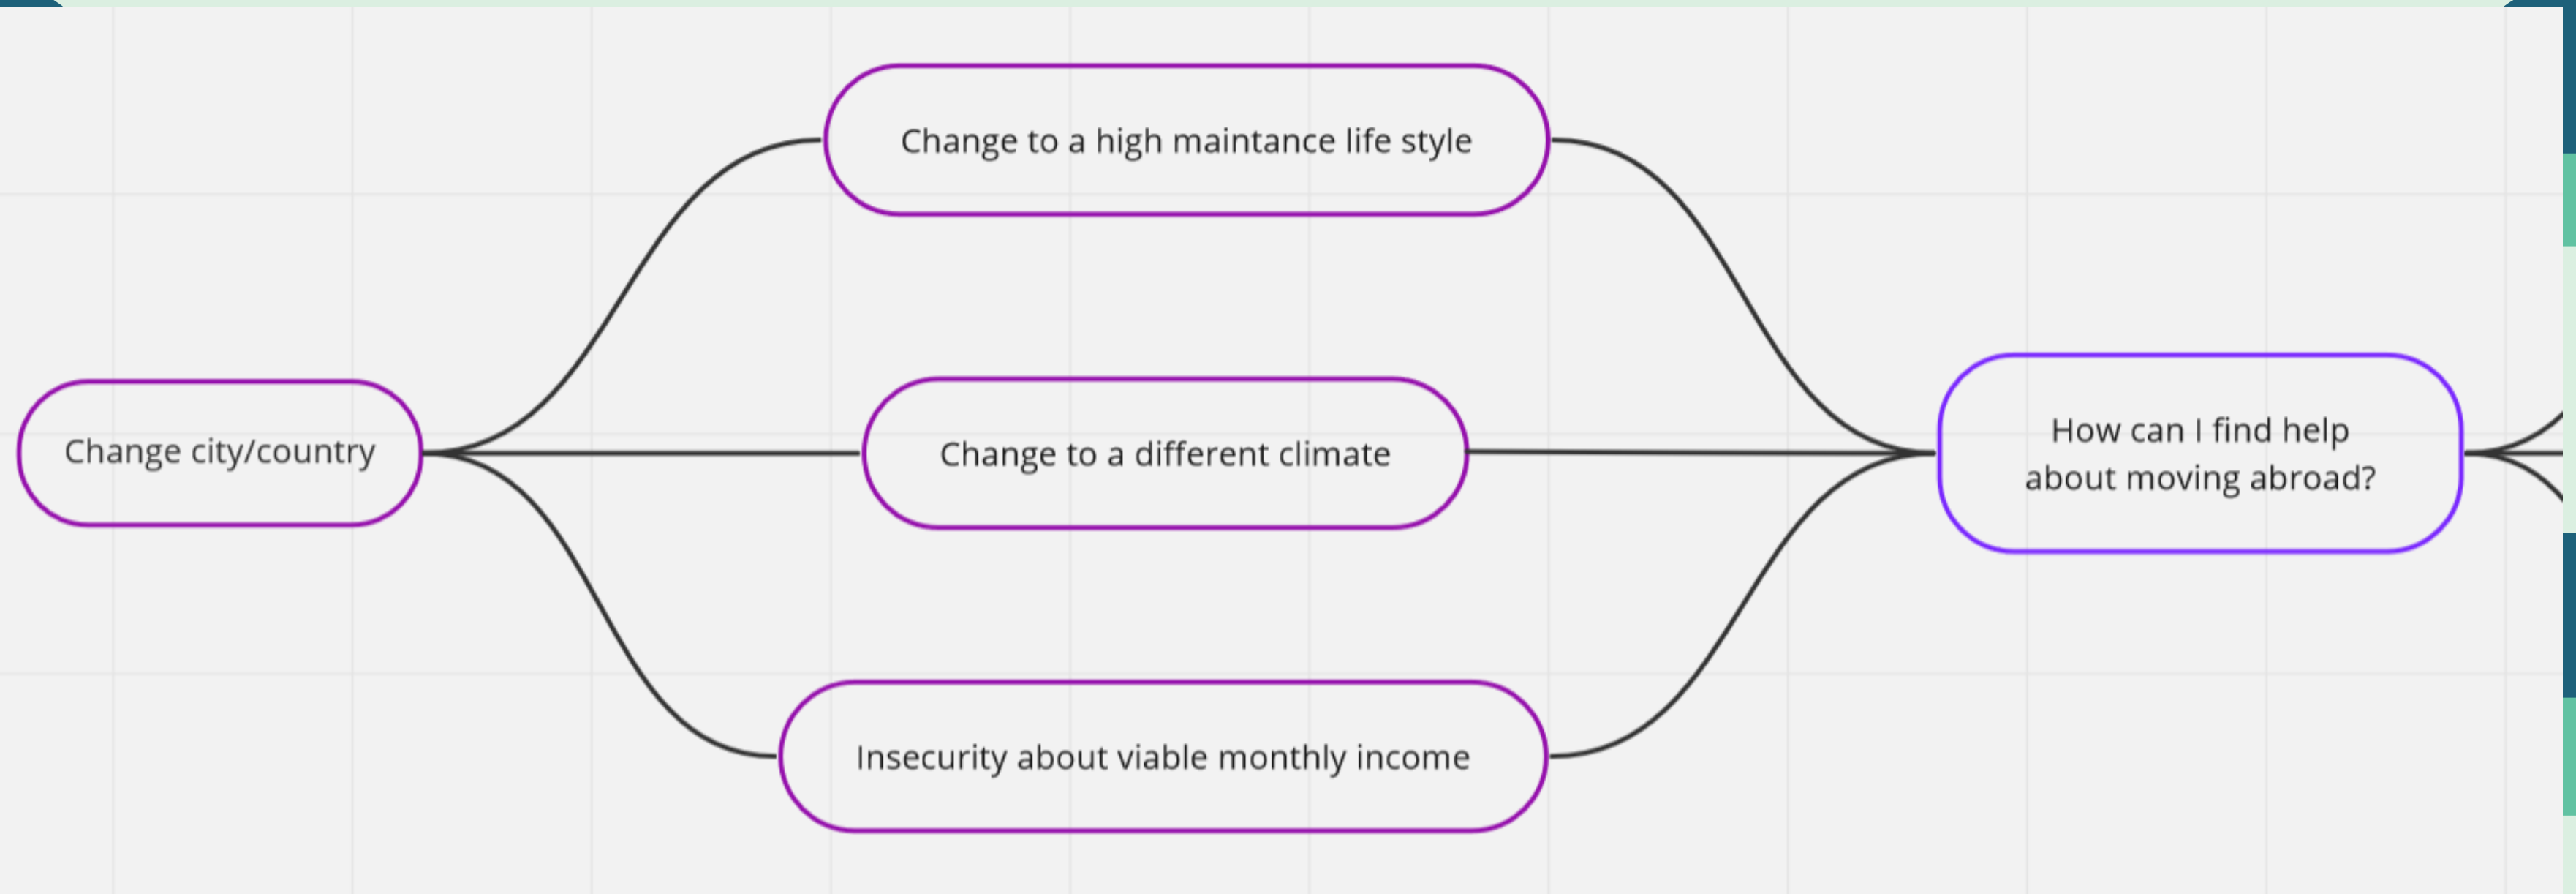 Change to a high maintance life style
Change city/country
Change to a different climate
How can I find help
about moving abroad?
Insecurity about viable monthly income